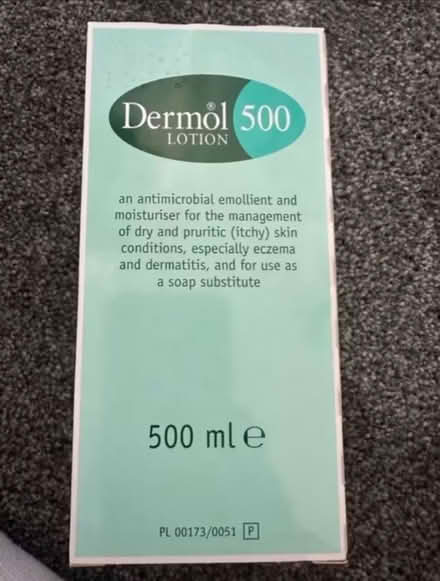 Dermol® 500
LOTION
an antimicrobial emollient and
moisturiser for the management
of dry and pruritic (itchy) skin
conditions, especially eczema
and dermatitis, and for use as
a soap substitute
500 ml ℮
PL 00173/0051 P